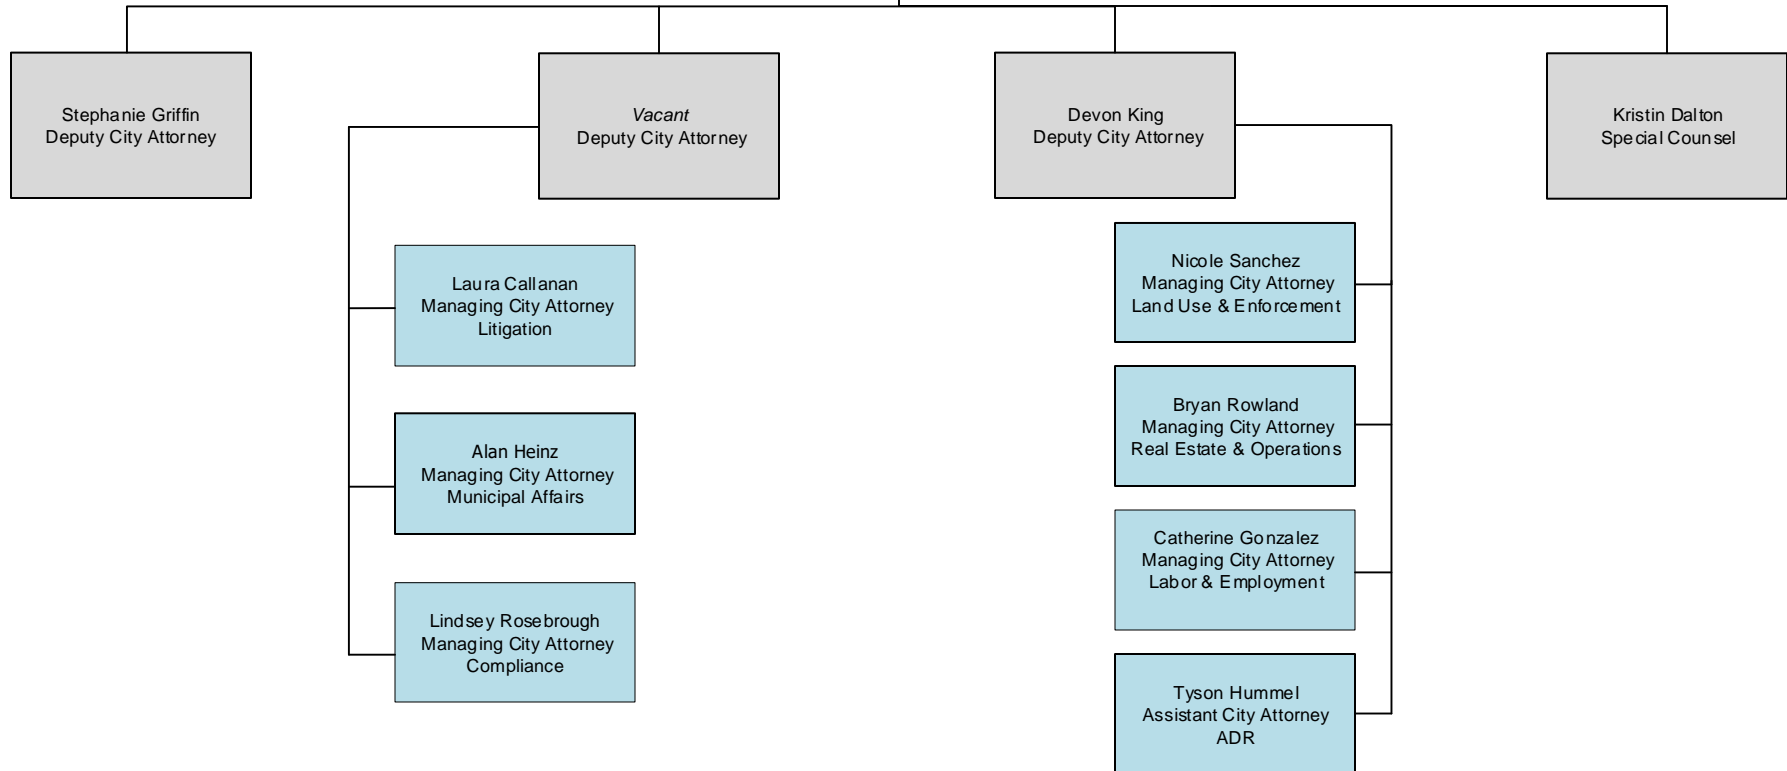 Stephanie Griffin
Deputy City Attorney
Vacant
Deputy City Attorney
Devon King
Deputy City Attorney
Kristin Dalton
Special Counsel
Laura Callanan
Managing City Attorney
Litigation
Alan Heinz
Managing City Attorney
Municipal Affairs
Lindsey Rosebrough
Managing City Attorney
Compliance
Nicole Sanchez
Managing City Attorney
Land Use & Enforcement
Bryan Rowland
Managing City Attorney
Real Estate & Operations
Catherine Gonzalez
Managing City Attorney
Labor & Employment
Tyson Hummel
Assistant City Attorney
ADR